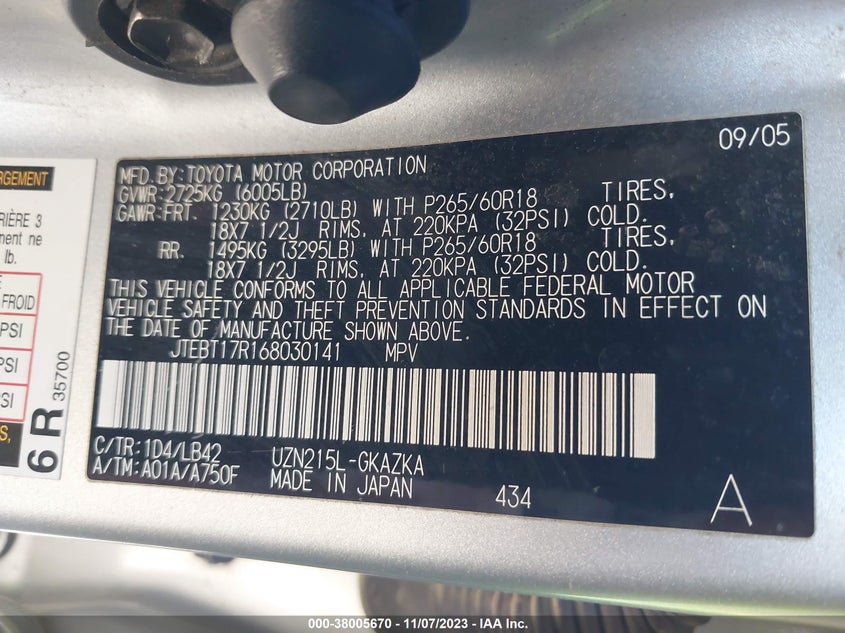 RGEMENT
RIÈRE 3
ment ne
lb.
FROID
PSI
PSI
PSI
6 R
35700
09/05
MFD. BY: TOYOTA MOTOR CORPORATION
GVWR: 2725KG (6005LB)
GAWR: FRT. 1230KG (2710LB) WITH P265/60R18 TIRES,
18X7 1/2J RIMS, AT 220KPA (32PSI) COLD.
RR. 1495KG (3295LB) WITH P265/60R18 TIRES,
18X7 1/2J RIMS, AT 220KPA (32PSI) COLD.
THIS VEHICLE CONFORMS TO ALL APPLICABLE FEDERAL MOTOR
VEHICLE SAFETY AND THEFT PREVENTION STANDARDS IN EFFECT ON
THE DATE OF MANUFACTURE SHOWN ABOVE.
JTEBT17R168030141 MPV
C/TR: 1D4/LB42 UZN215L-GKAZKA
A/TM: A01A/A750F MADE IN JAPAN 434
A
000-38005670 - 11/07/2023 - IAA Inc.